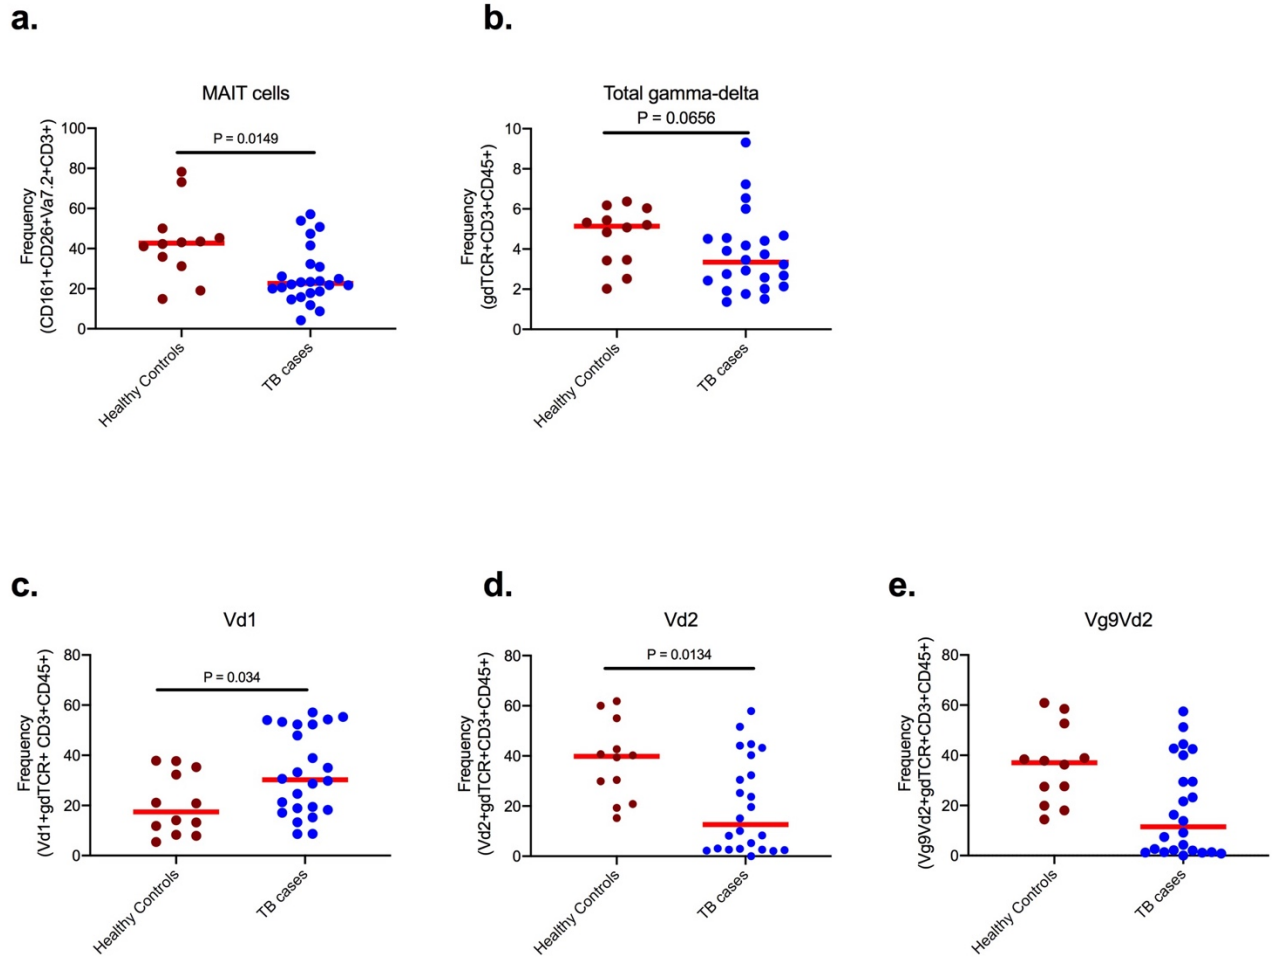 a.
MAIT cells
P = 0.0149
Frequency
(CD161+CD26+Va7.2+CD3+)
100
80
60
40
20
0
Healthy Controls
TB cases
b.
Total gamma-delta
P = 0.0656
Frequency
(gdTCR+CD3+CD45+)
10
8
6
4
2
0
Healthy Controls
TB cases
c.
Vd1
P = 0.034
Frequency
(Vd1+gdTCR+ CD3+CD45+)
80
60
40
20
0
Healthy Controls
TB cases
d.
Vd2
P = 0.0134
Frequency
(Vd2+gdTCR+CD3+CD45+)
80
60
40
20
0
Healthy Controls
TB cases
e.
Vg9Vd2
Frequency
(Vg9Vd2+gdTCR+CD3+CD45+)
80
60
40
20
0
Healthy Controls
TB cases